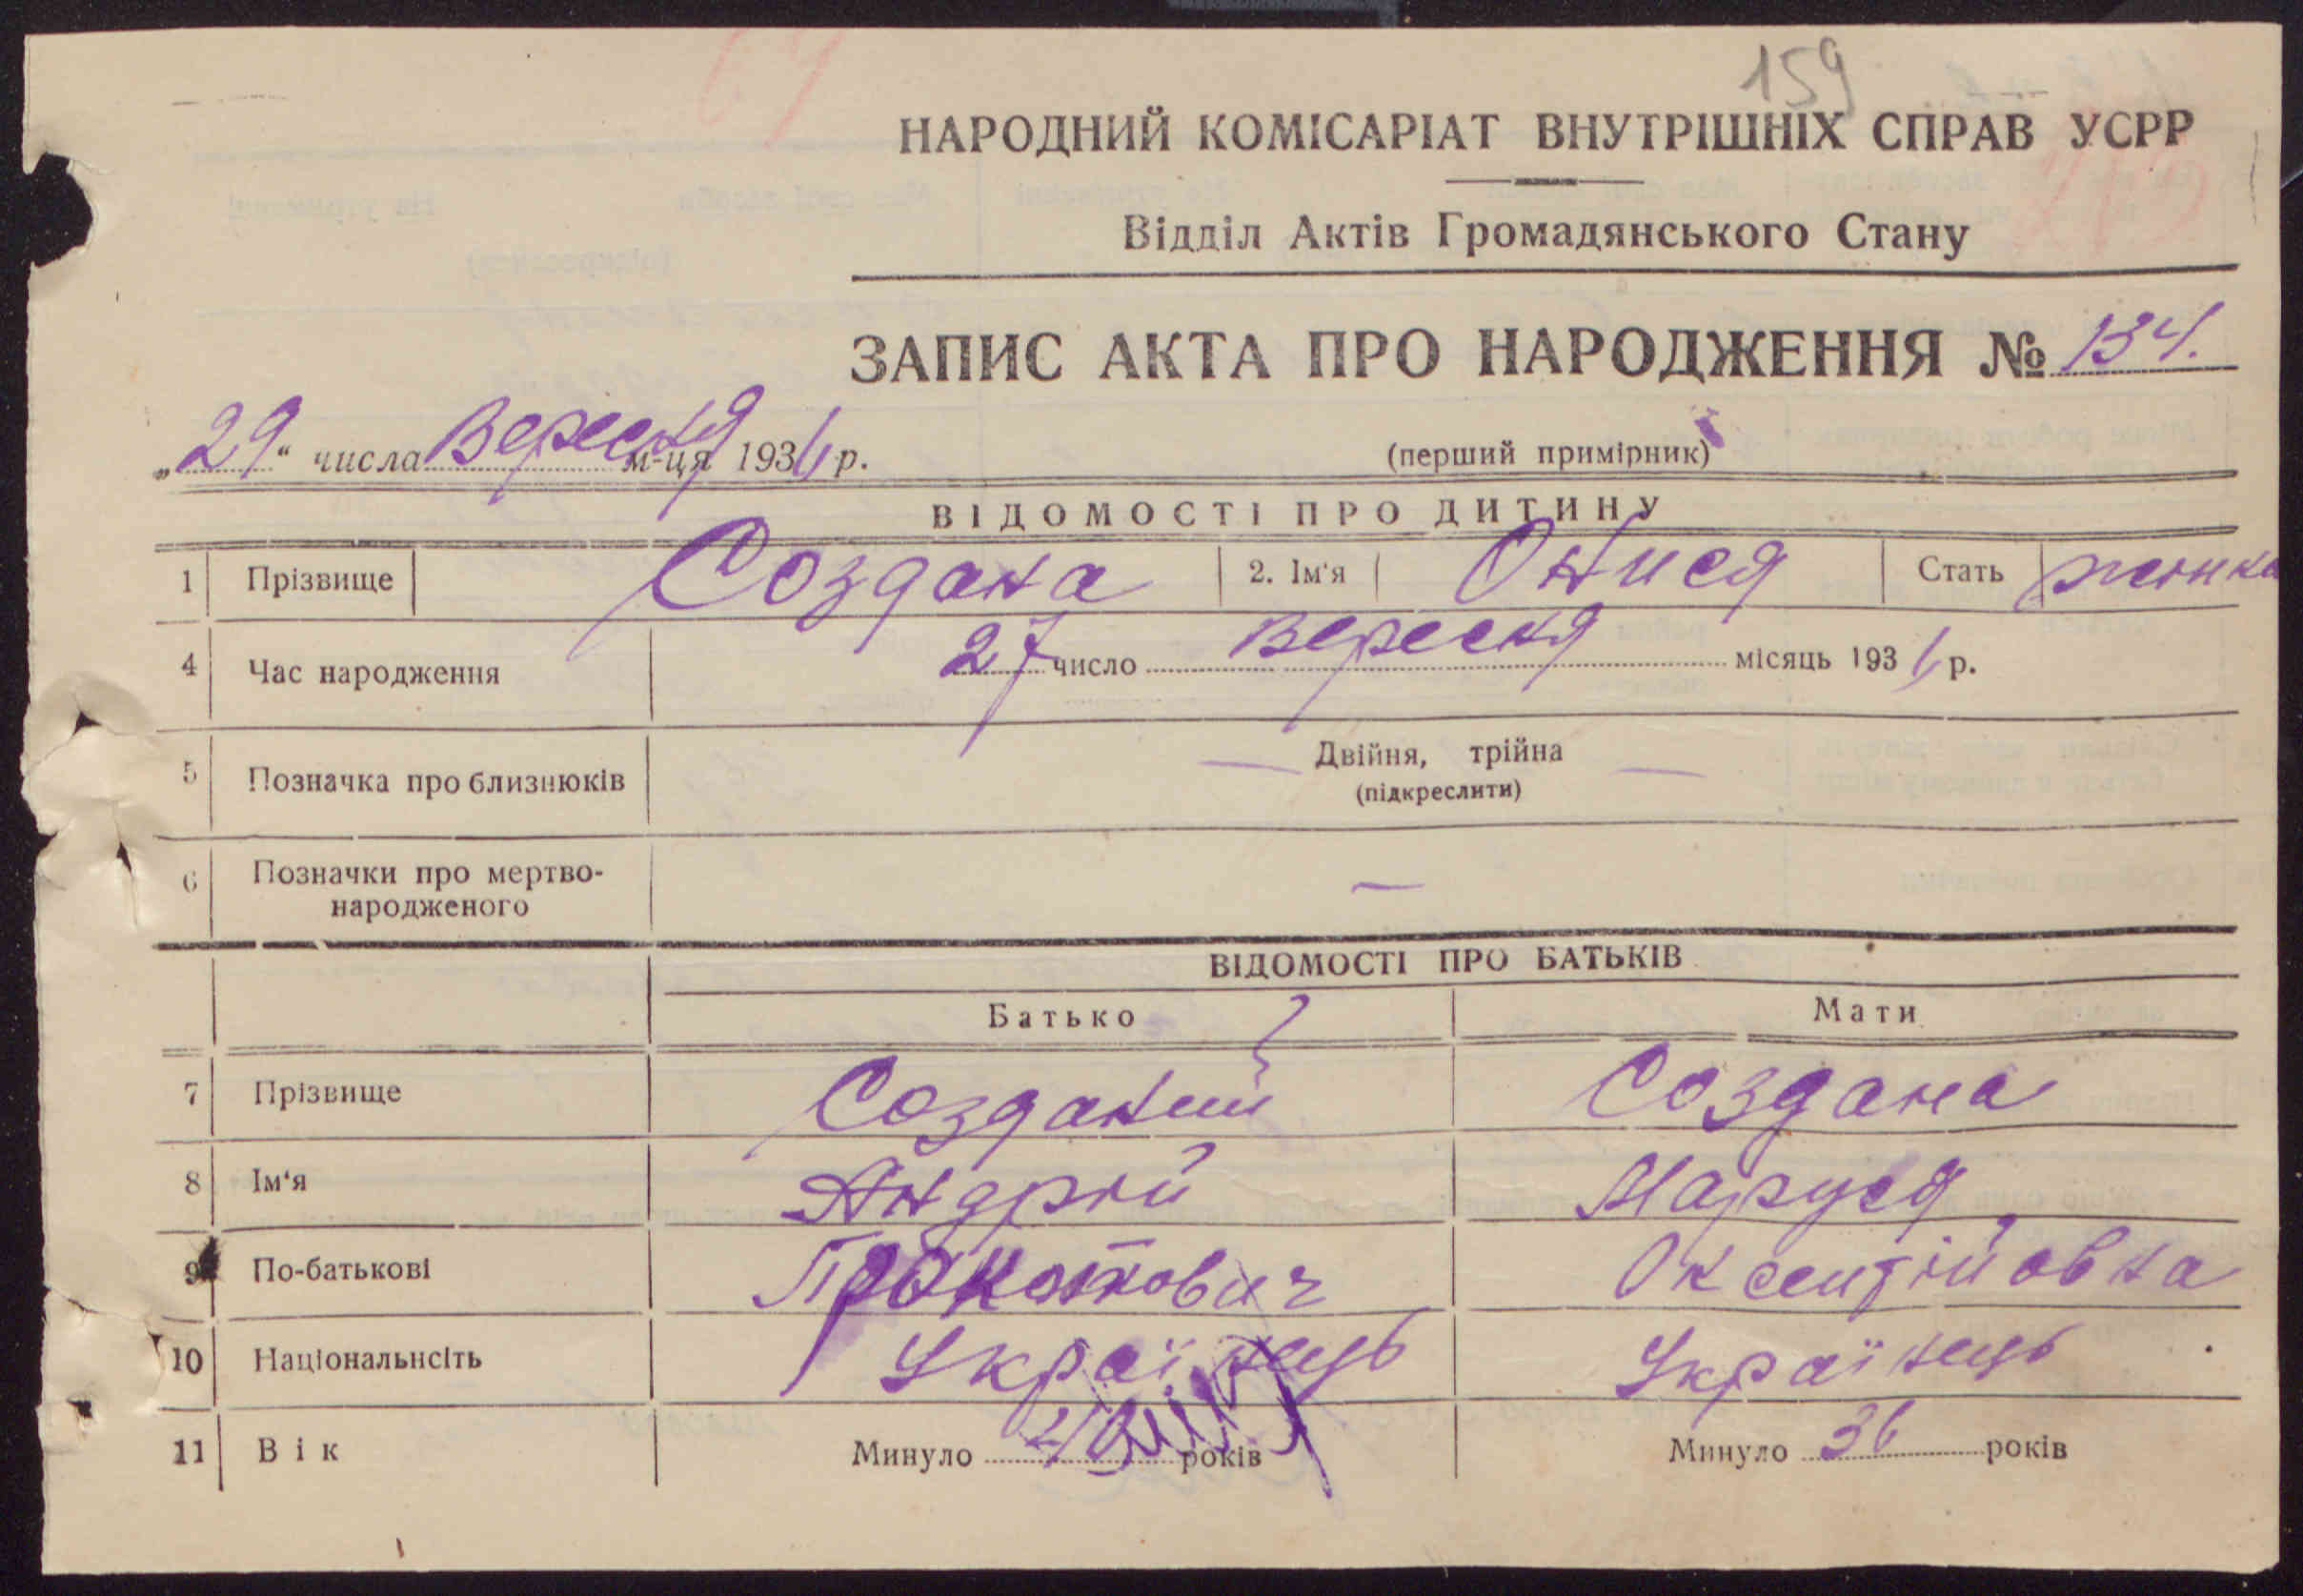 159
НАРОДНИЙ КОМІСАРІАТ ВНУТРІШНІХ СПРАВ УСРР
Відділ Актів Громадянського Стану
ЗАПИС АКТА ПРО НАРОДЖЕННЯ № 134.
„29“ числа Вересня м-ця 193 р.
(перший примірник)
ВІДОМОСТІ ПРО ДИТИНУ
1 Прізвище Создана 2. Ім‘я Онися Стать жінка
4 Час народження 27 число Вересня місяць 193 р.
5 Позначка про близнюків — Двійня, трійна —
(підкреслити)
6 Позначки про мертво-
народженого —
ВІДОМОСТІ ПРО БАТЬКІВ
Батько Мати
7 Прізвище Созданий Создана
8 Ім‘я Андрій Маруся
9 По-батькові Оксентійовна
10 Національнсіть Українець Українець
11 Вік Минуло років Минуло 36 років